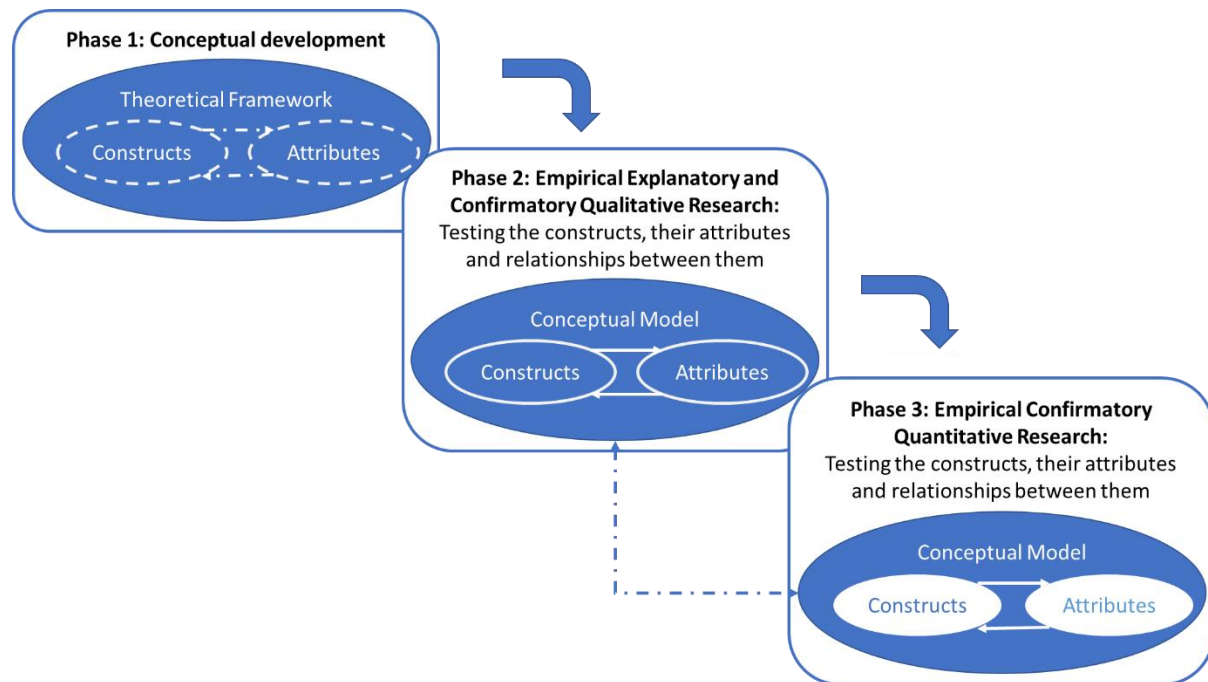 Phase 1: Conceptual development
Theoretical Framework
Constructs
Attributes
Phase 2: Empirical Explanatory and
Confirmatory Qualitative Research:
Testing the constructs, their attributes
and relationships between them
Conceptual Model
Constructs
Attributes
Phase 3: Empirical Confirmatory
Quantitative Research:
Testing the constructs, their attributes
and relationships between them
Conceptual Model
Constructs
Attributes